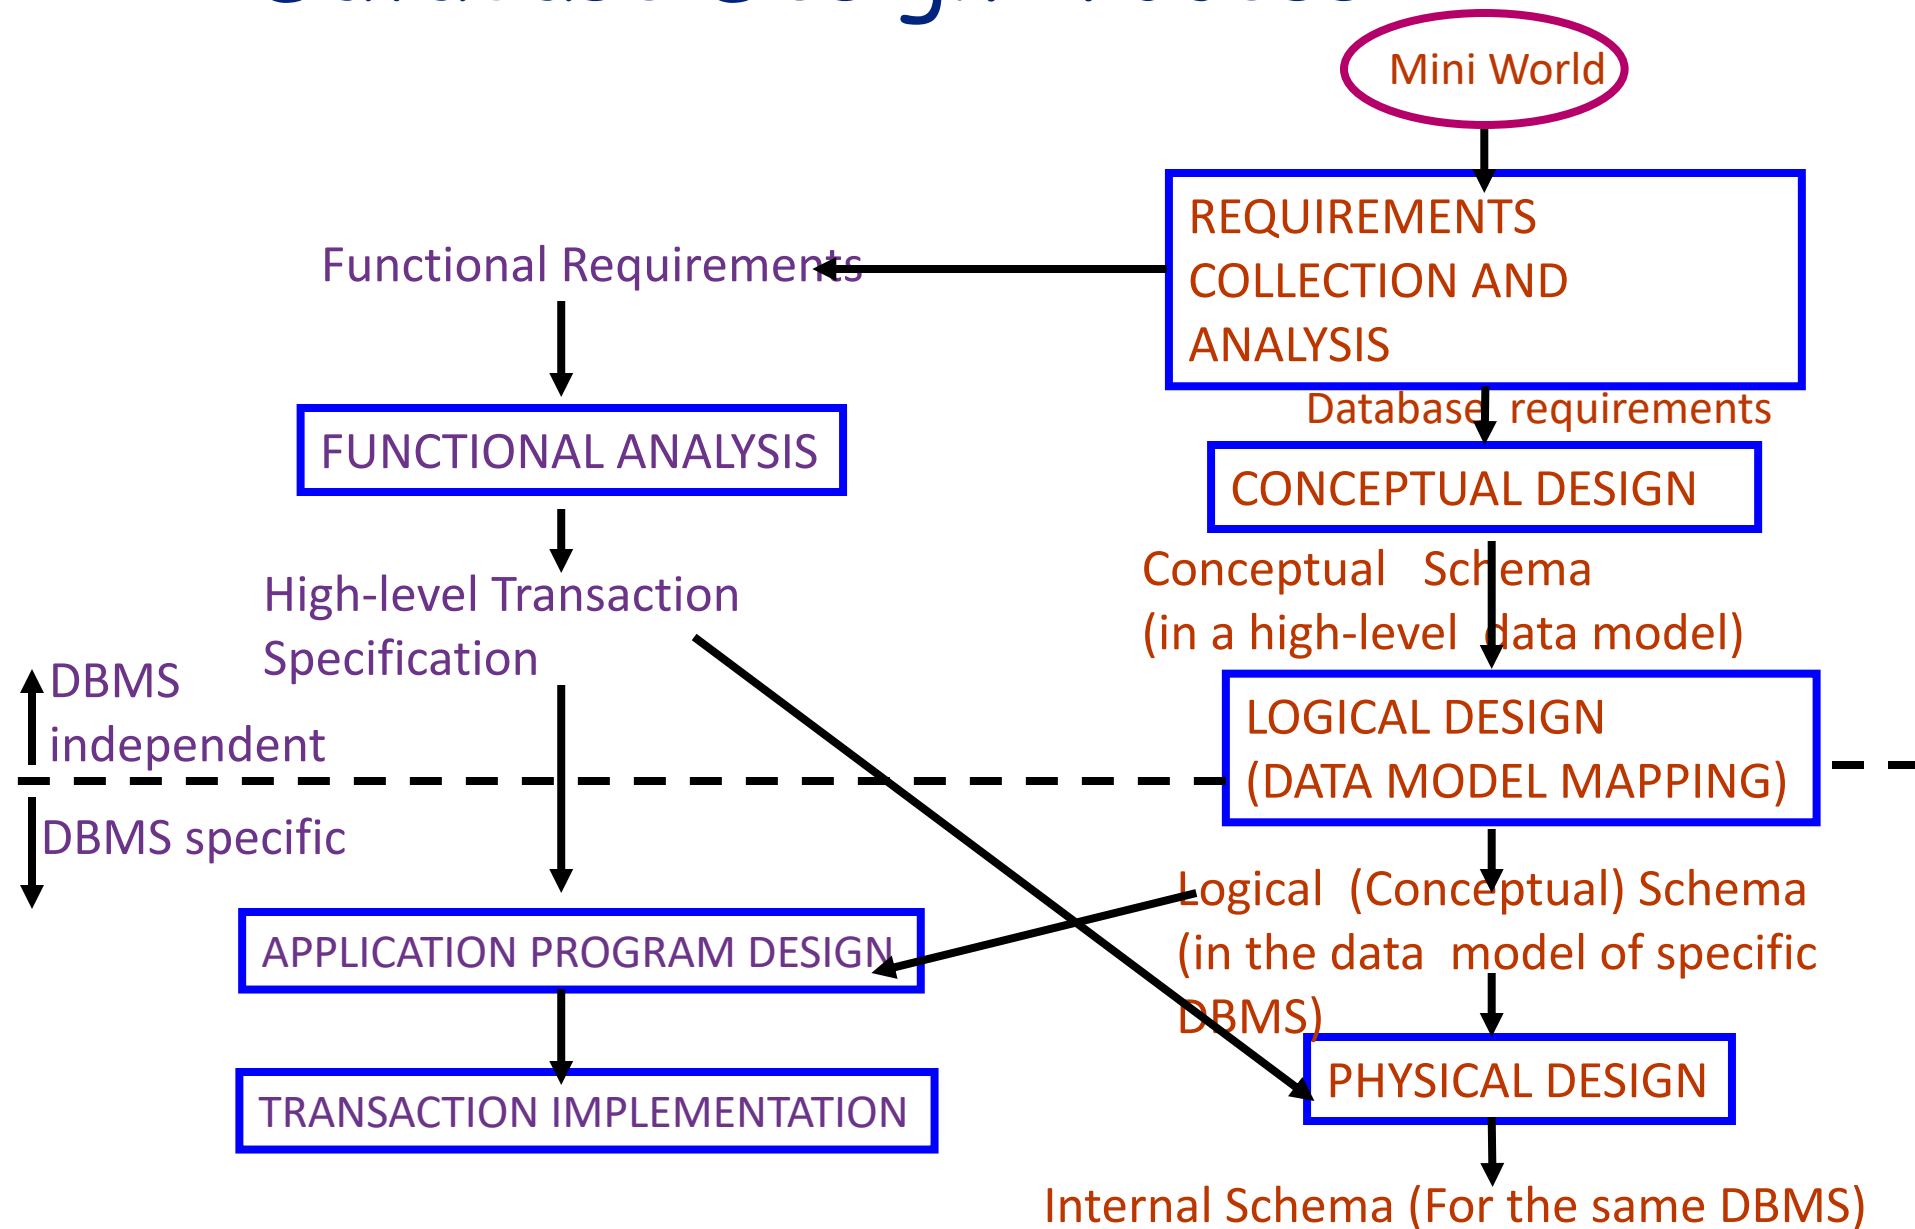 Mini World
REQUIREMENTS
COLLECTION AND
ANALYSIS
Functional Requirements
Database requirements
FUNCTIONAL ANALYSIS
CONCEPTUAL DESIGN
Conceptual Schema
(in a high-level data model)
High-level Transaction
Specification
DBMS
independent
LOGICAL DESIGN
(DATA MODEL MAPPING)
DBMS specific
Logical (Conceptual) Schema
(in the data model of specific
DBMS)
APPLICATION PROGRAM DESIGN
PHYSICAL DESIGN
TRANSACTION IMPLEMENTATION
Internal Schema (For the same DBMS)